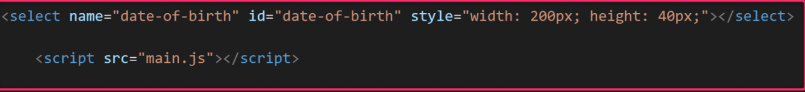 <select name="date-of-birth" id="date-of-birth" style="width: 200px; height: 40px;"></select>
<script src="main.js"></script>